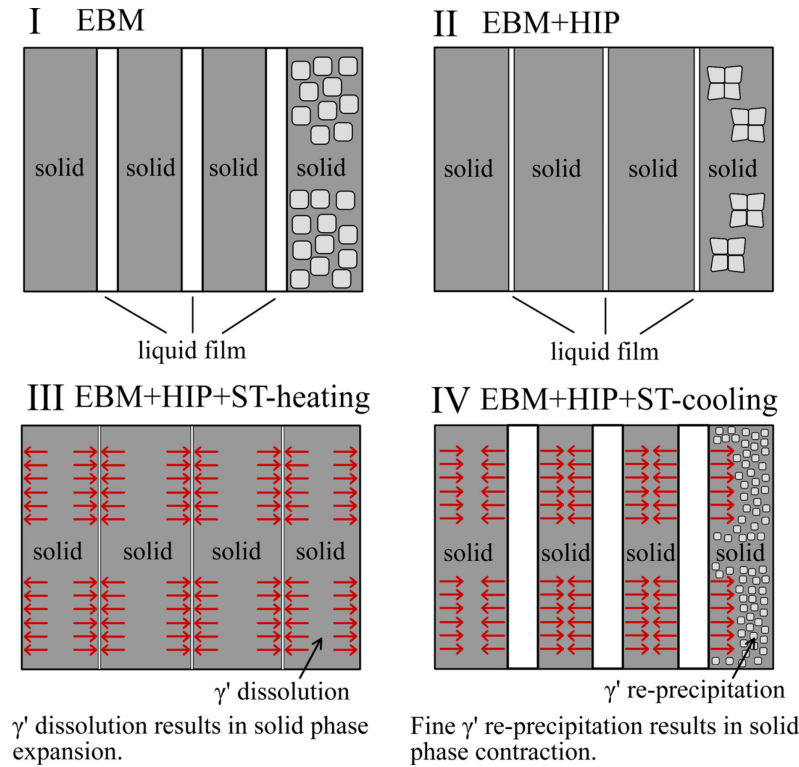 I EBM
solid solid solid solid
liquid film
II EBM+HIP
solid solid solid solid
liquid film
III EBM+HIP+ST-heating
solid solid solid solid
γ' dissolution
γ' dissolution results in solid phase
expansion.
IV EBM+HIP+ST-cooling
solid solid solid solid
γ' re-precipitation
Fine γ' re-precipitation results in solid
phase contraction.